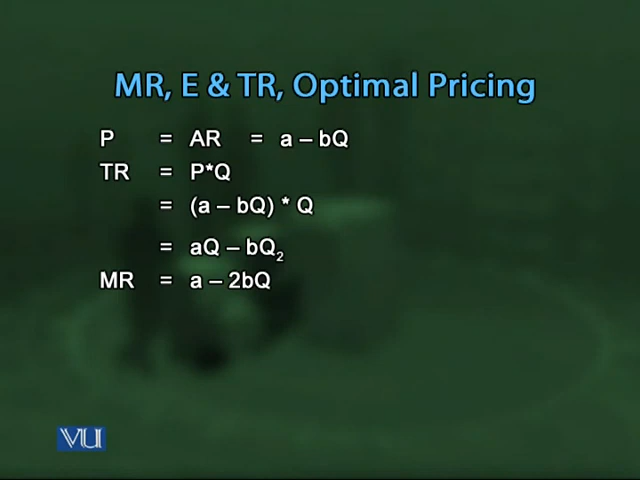 MR, E & TR, Optimal Pricing
P = AR = a – bQ
TR = P*Q
= (a – bQ) * Q
= aQ – bQ₂
MR = a – 2bQ
VU